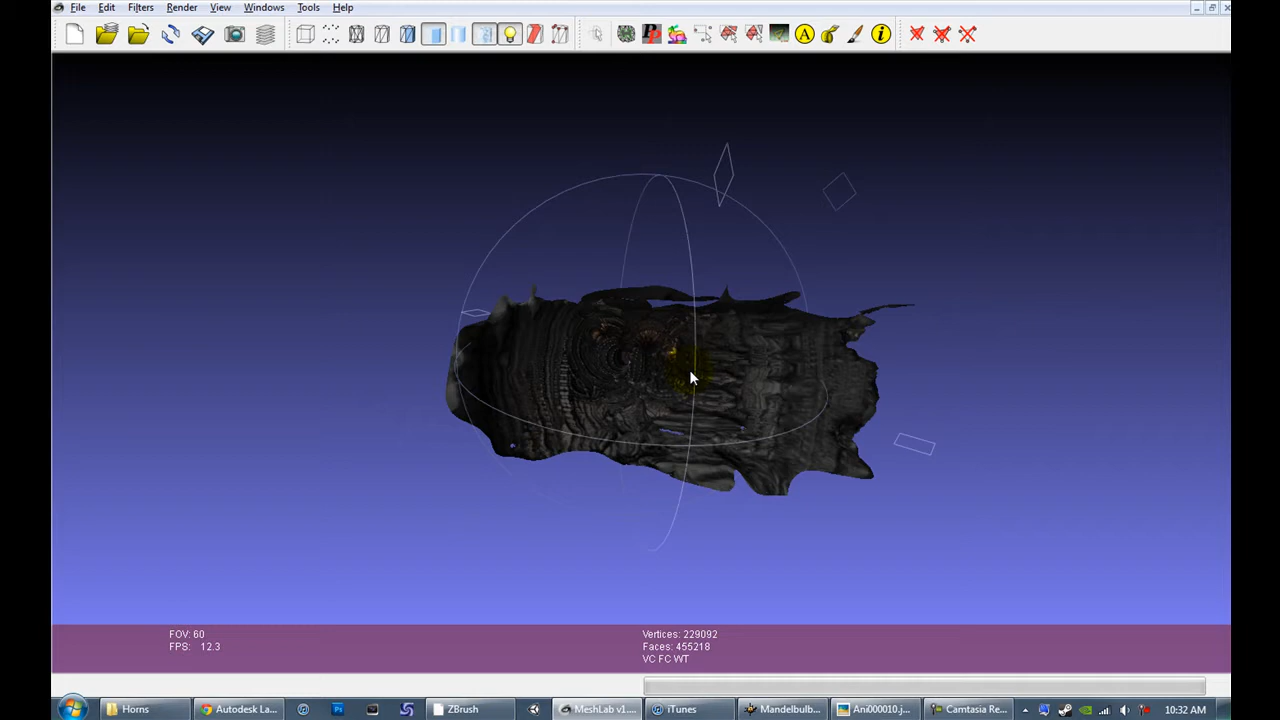 File Edit Filters Render View Windows Tools Help
A
FOV: 60
FPS: 12.3
Vertices: 229092
Faces: 455218
VC FC WT
Horns
Autodesk La...
ZBrush
MeshLab v1....
iTunes
Mandelbulb...
Ani000010.j...
Camtasia Re...
10:32 AM